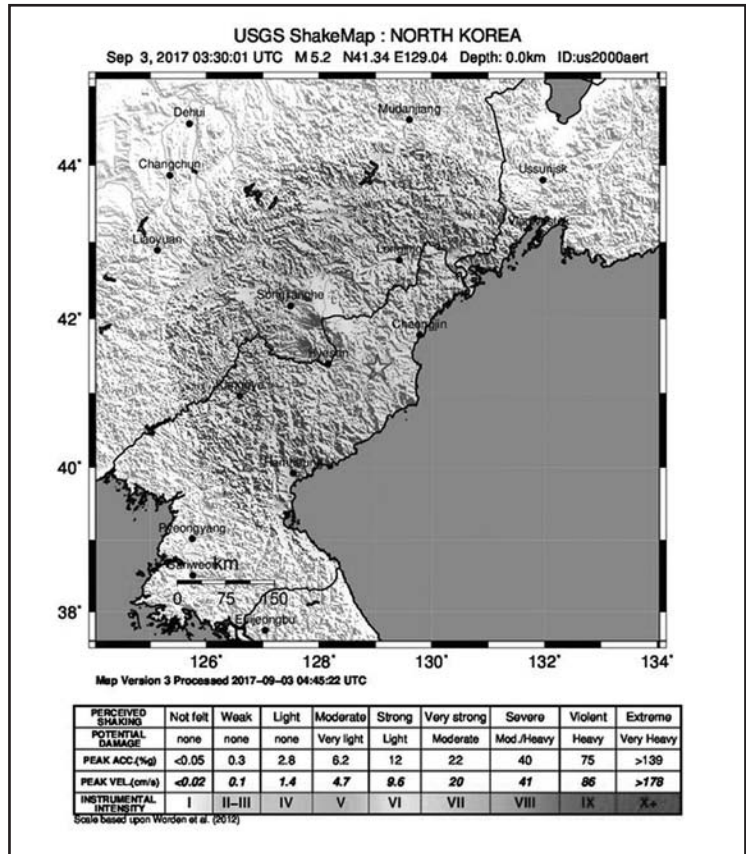 USGS ShakeMap : NORTH KOREA
Sep 3, 2017 03:30:01 UTC M 5.2 N41.34 E129.04 Depth: 0.0km ID:us2000aert
Dehui
Mudanjiang
44°
Changchun
Ussurijsk
Liaoyuan
Songjianghe
42°
Cheongjin
Hyesan
40°
Pyeongyang
km
0 75 150
38°
Euijeongbu
126° 128° 130° 132° 134°
Map Version 3 Processed 2017-09-03 04:45:22 UTC
PERCEIVED SHAKING Not felt Weak Light Moderate Strong Very strong Severe Violent Extreme
POTENTIAL DAMAGE none none none Very light Light Moderate Mod./Heavy Heavy Very Heavy
PEAK ACC.(%g) <0.05 0.3 2.8 6.2 12 22 40 75 >139
PEAK VEL.(cm/s) <0.02 0.1 1.4 4.7 9.6 20 41 86 >178
INSTRUMENTAL INTENSITY I II–III IV V VI VII VIII IX X+
Scale based upon Worden et al. (2012)